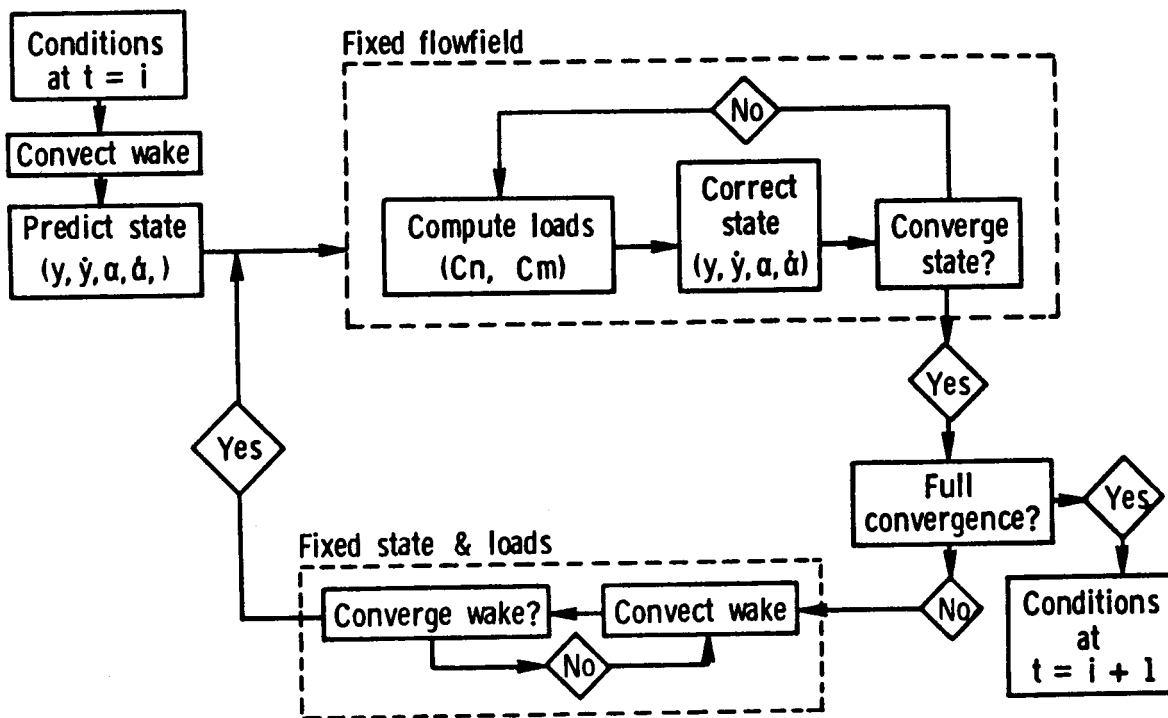 Conditions
at t = i
Convect wake
Predict state
(y, ẏ, α, α̇, )
Fixed flowfield
No
Compute loads
(Cn, Cm)
Correct
state
(y, ẏ, α, α̇)
Converge
state?
Yes
Full
convergence?
Yes
No
Conditions
at
t = i + 1
Fixed state & loads
Converge wake?
Convect wake
No
Yes